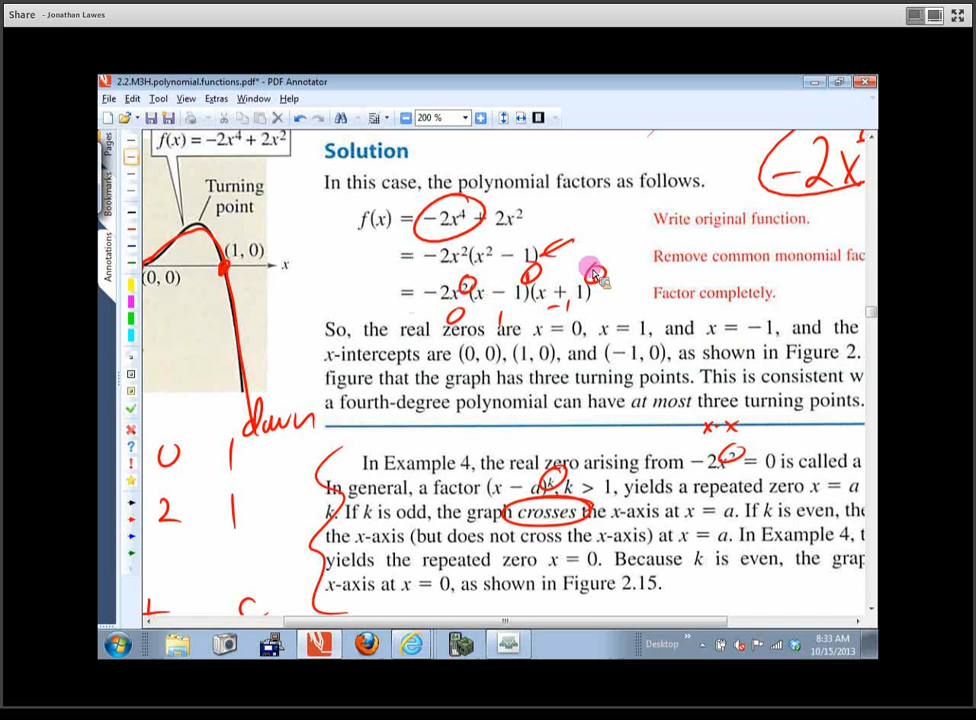 Share - Jonathan Lawes
2.2.M3H.polynomial.functions.pdf* - PDF Annotator
File Edit Tool View Extras Window Help
200 %
Pages
Bookmarks
Annotations
f(x) = −2x⁴ + 2x²
Turning
point
(1, 0)
x
(0, 0)
down
0 1
2 1
Solution
−2x
In this case, the polynomial factors as follows.
f(x) = −2x⁴ + 2x² Write original function.
= −2x²(x² − 1) Remove common monomial fac
= −2x²(x − 1)(x + 1) Factor completely.
0 1 −1
So, the real zeros are x = 0, x = 1, and x = −1, and the
x-intercepts are (0, 0), (1, 0), and (−1, 0), as shown in Figure 2.
figure that the graph has three turning points. This is consistent w
a fourth-degree polynomial can have at most three turning points.
x · x
In Example 4, the real zero arising from −2x² = 0 is called a
In general, a factor (x − a)ᵏ, k > 1, yields a repeated zero x = a
k. If k is odd, the graph crosses the x-axis at x = a. If k is even, the
the x-axis (but does not cross the x-axis) at x = a. In Example 4, t
yields the repeated zero x = 0. Because k is even, the grap
x-axis at x = 0, as shown in Figure 2.15.
Desktop
8:33 AM
10/15/2013